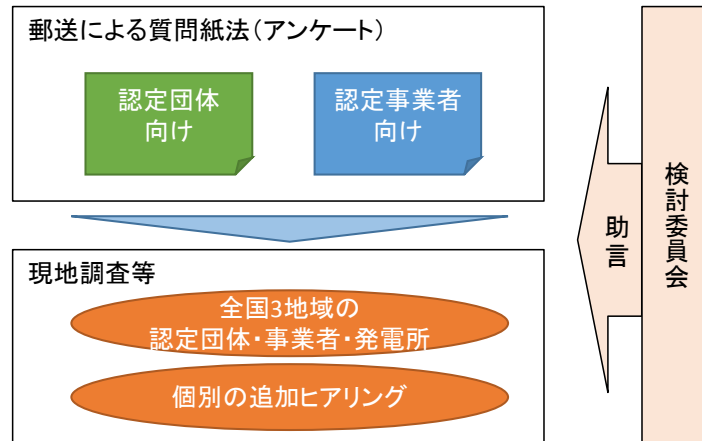 郵送による質問紙法(アンケート)
認定団体
向け
認定事業者
向け
現地調査等
全国3地域の
認定団体・事業者・発電所
個別の追加ヒアリング
助言
検討委員会